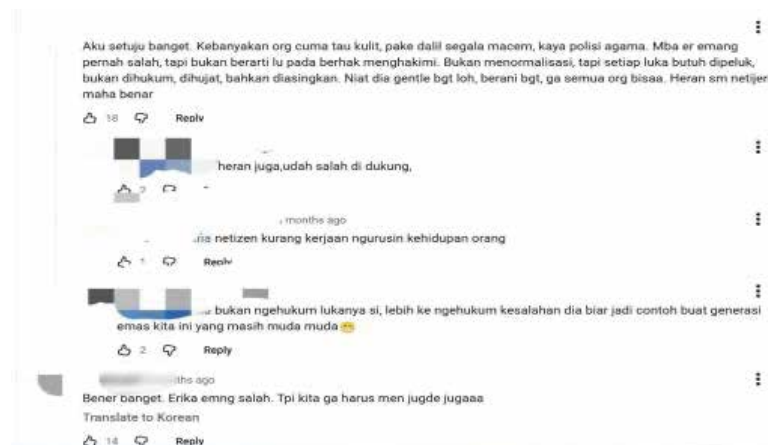 Aku setuju banget. Kebanyakan org cuma tau kulit, pake dalil segala macem, kaya polisi agama. Mba er emang
pernah salah, tapi bukan berarti lu pada berhak menghakimi. Bukan menormalisasi, tapi setiap luka butuh dipeluk,
bukan dihukum, dihujat, bahkan diasingkan. Niat dia gentle bgt loh, berani bgt, ga semua org bisaa. Heran sm netijen
maha benar
18 Reply
heran juga,udah salah di dukung,
2
months ago
netizen kurang kerjaan ngurusin kehidupan orang
1 Reply
bukan ngehukum lukanya si, lebih ke ngehukum kesalahan dia biar jadi contoh buat generasi
emas kita ini yang masih muda muda😁
2 Reply
ago
Bener banget. Erika emng salah. Tpi kita ga harus men jugde jugaaa
Translate to Korean
14 Reply